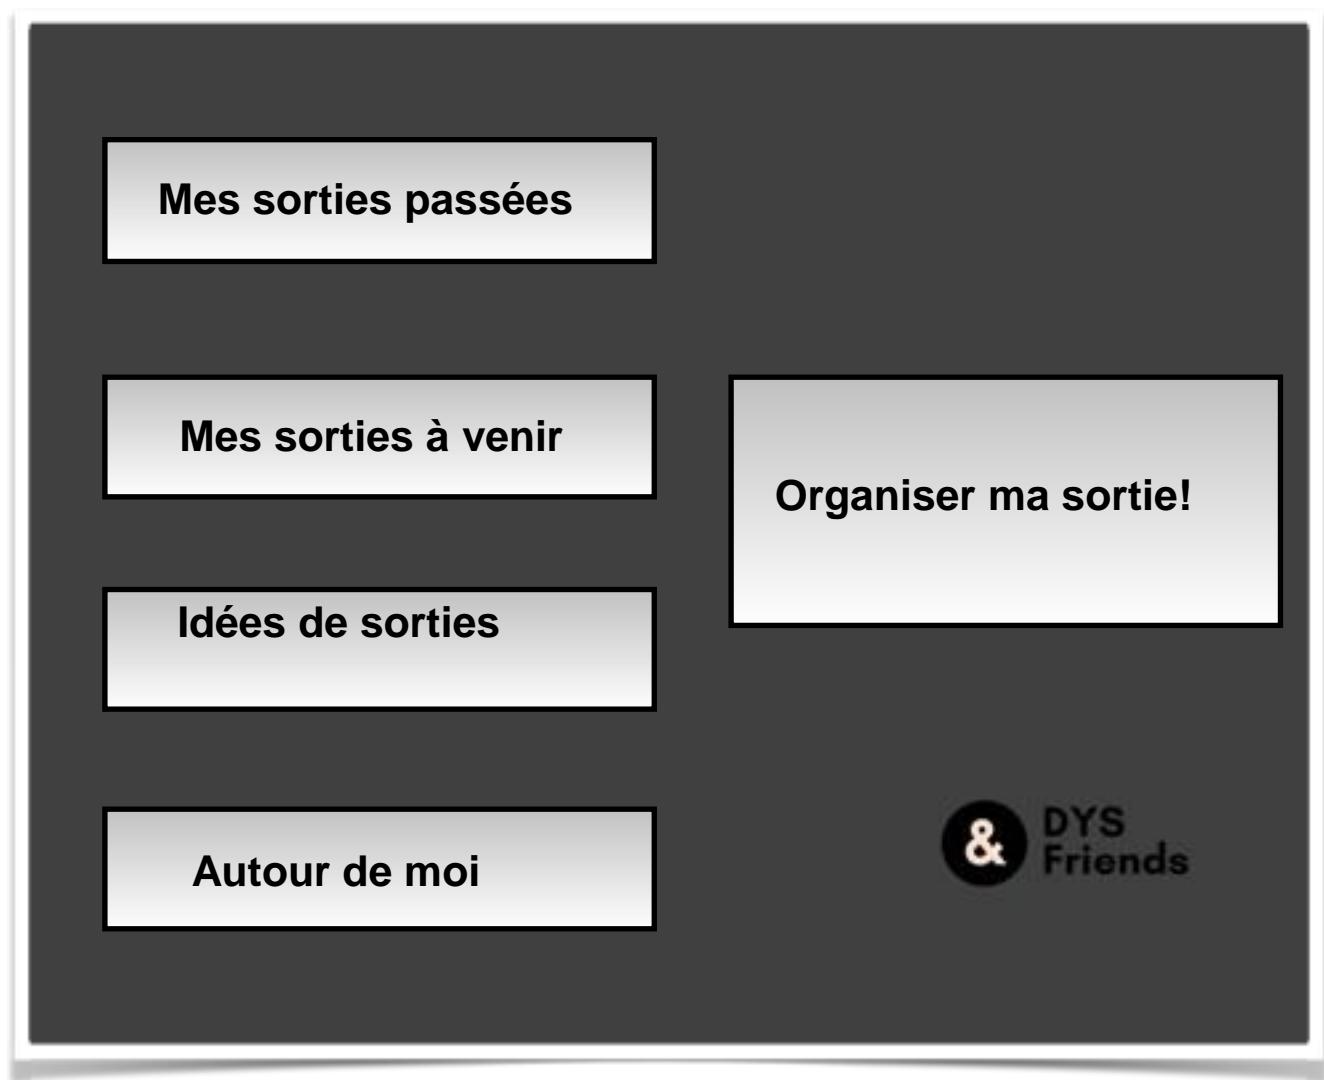 Mes sorties passées
Mes sorties à venir
Organiser ma sortie!
Idées de sorties
Autour de moi
& DYS
Friends